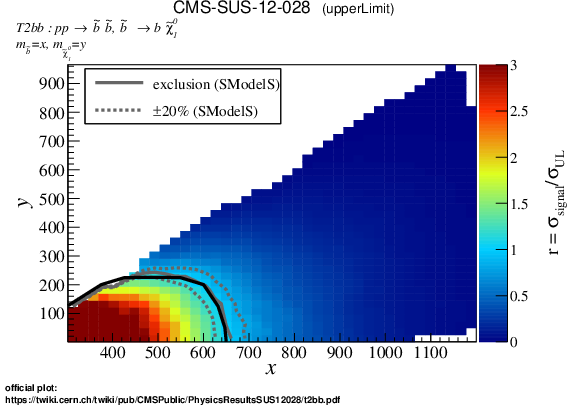 CMS-SUS-12-028 (upperLimit)
T2bb : pp → b̃ b̃, b̃ → b χ̃₁⁰
m_b̃=x, m_χ̃₁⁰=y
exclusion (SModelS)
±20% (SModelS)
900
800
700
600
500
400
300
200
100
y
400 500 600 700 800 900 1000 1100
x
3
2.5
2
1.5
1
0.5
0
r = σ_signal/σ_UL
official plot:
https://twiki.cern.ch/twiki/pub/CMSPublic/PhysicsResultsSUS12028/t2bb.pdf